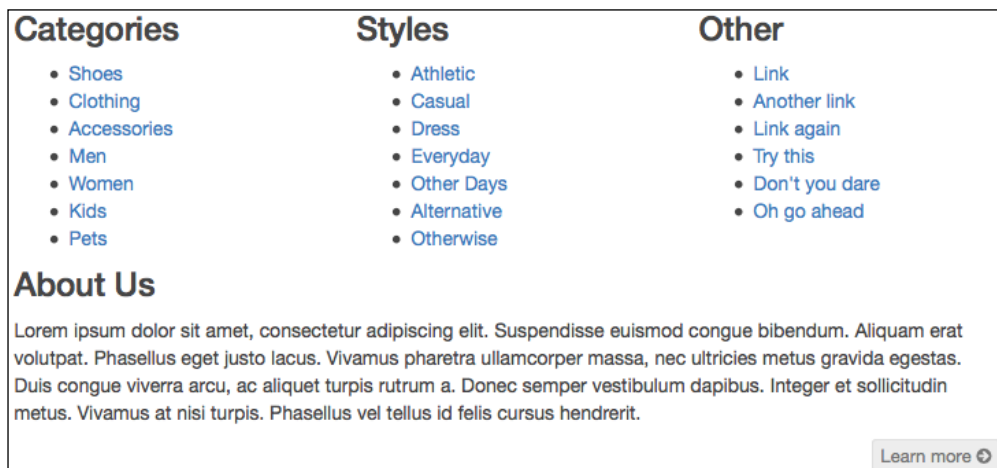 Categories
Shoes
Clothing
Accessories
Men
Women
Kids
Pets
Styles
Athletic
Casual
Dress
Everyday
Other Days
Alternative
Otherwise
Other
Link
Another link
Link again
Try this
Don't you dare
Oh go ahead
About Us
Lorem ipsum dolor sit amet, consectetur adipiscing elit. Suspendisse euismod congue bibendum. Aliquam erat
volutpat. Phasellus eget justo lacus. Vivamus pharetra ullamcorper massa, nec ultricies metus gravida egestas.
Duis congue viverra arcu, ac aliquet turpis rutrum a. Donec semper vestibulum dapibus. Integer et sollicitudin
metus. Vivamus at nisi turpis. Phasellus vel tellus id felis cursus hendrerit.
Learn more